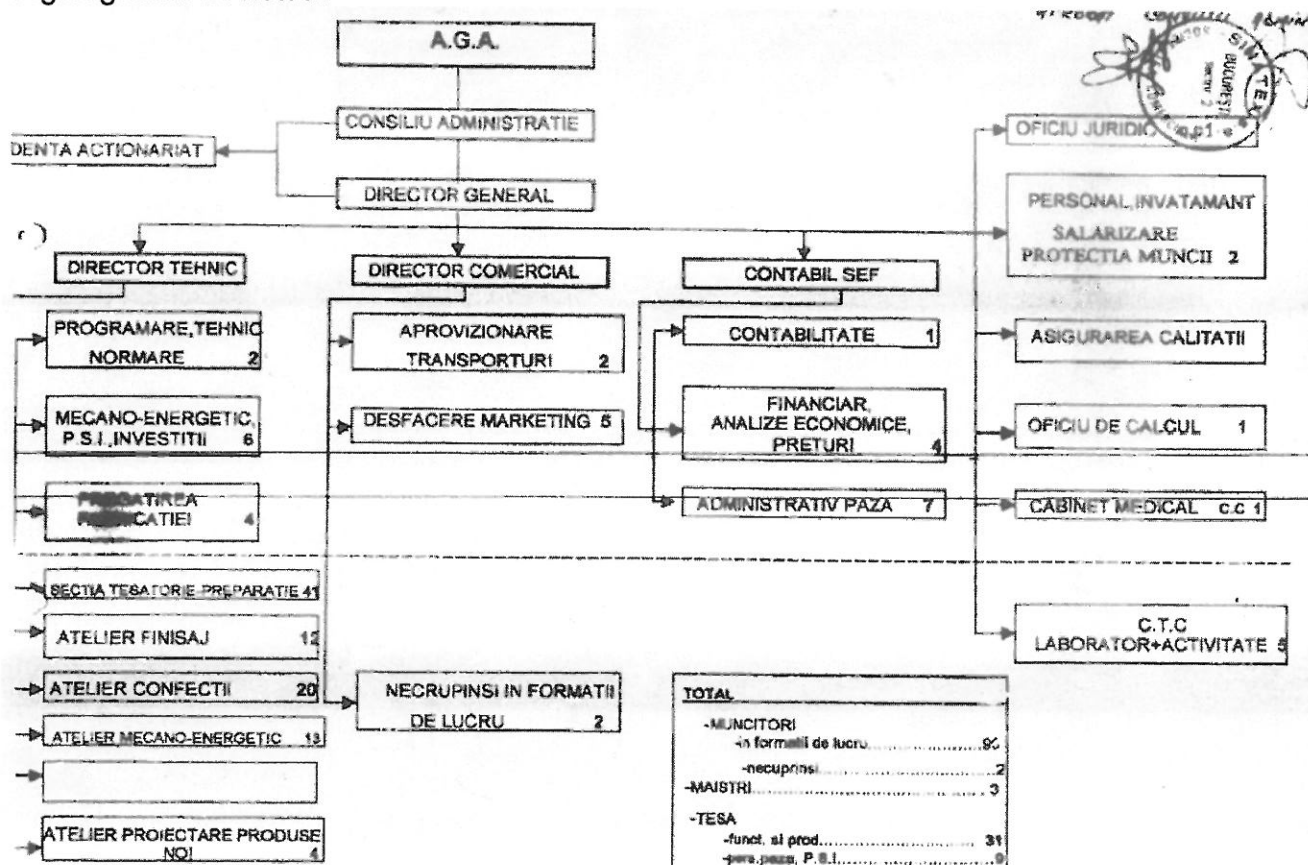 A.G.A.
CONSILIU ADMINISTRATIE
DENTA ACTIONARIAT
DIRECTOR GENERAL
DIRECTOR TEHNIC
PROGRAMARE, TEHNIC
NORMARE 2
MECANO-ENERGETIC,
P.S.I., INVESTITII 6
4
SECTIA TESATORIE-PREPARATIE 41
ATELIER FINISAJ 12
ATELIER CONFECTII 20
ATELIER MECANO-ENERGETIC 13
ATELIER PROIECTARE PRODUSE
NOI 4
DIRECTOR COMERCIAL
APROVIZIONARE
TRANSPORTURI 2
DESFACERE MARKETING 5
NECRUPINSI IN FORMATII
DE LUCRU 2
CONTABIL SEF
CONTABILITATE 1
FINANCIAR,
ANALIZE ECONOMICE,
PRETURI 4
ADMINISTRATIV PAZA 7
SIMATEX
BUCURESTI
OFICIU JURIDIC
PERSONAL, INVATAMANT
SALARIZARE
PROTECTIA MUNCII 2
ASIGURAREA CALITATII
OFICIU DE CALCUL 1
CABINET MEDICAL C.C 1
C.T.C
LABORATOR+ACTIVITATE 5
TOTAL
-MUNCITORI
-in formatii de lucru
-necuprinsi 2
-MAISTRI 3
-TESA
-funct. si prod. 31
-pers.paza, P.S.I. 9